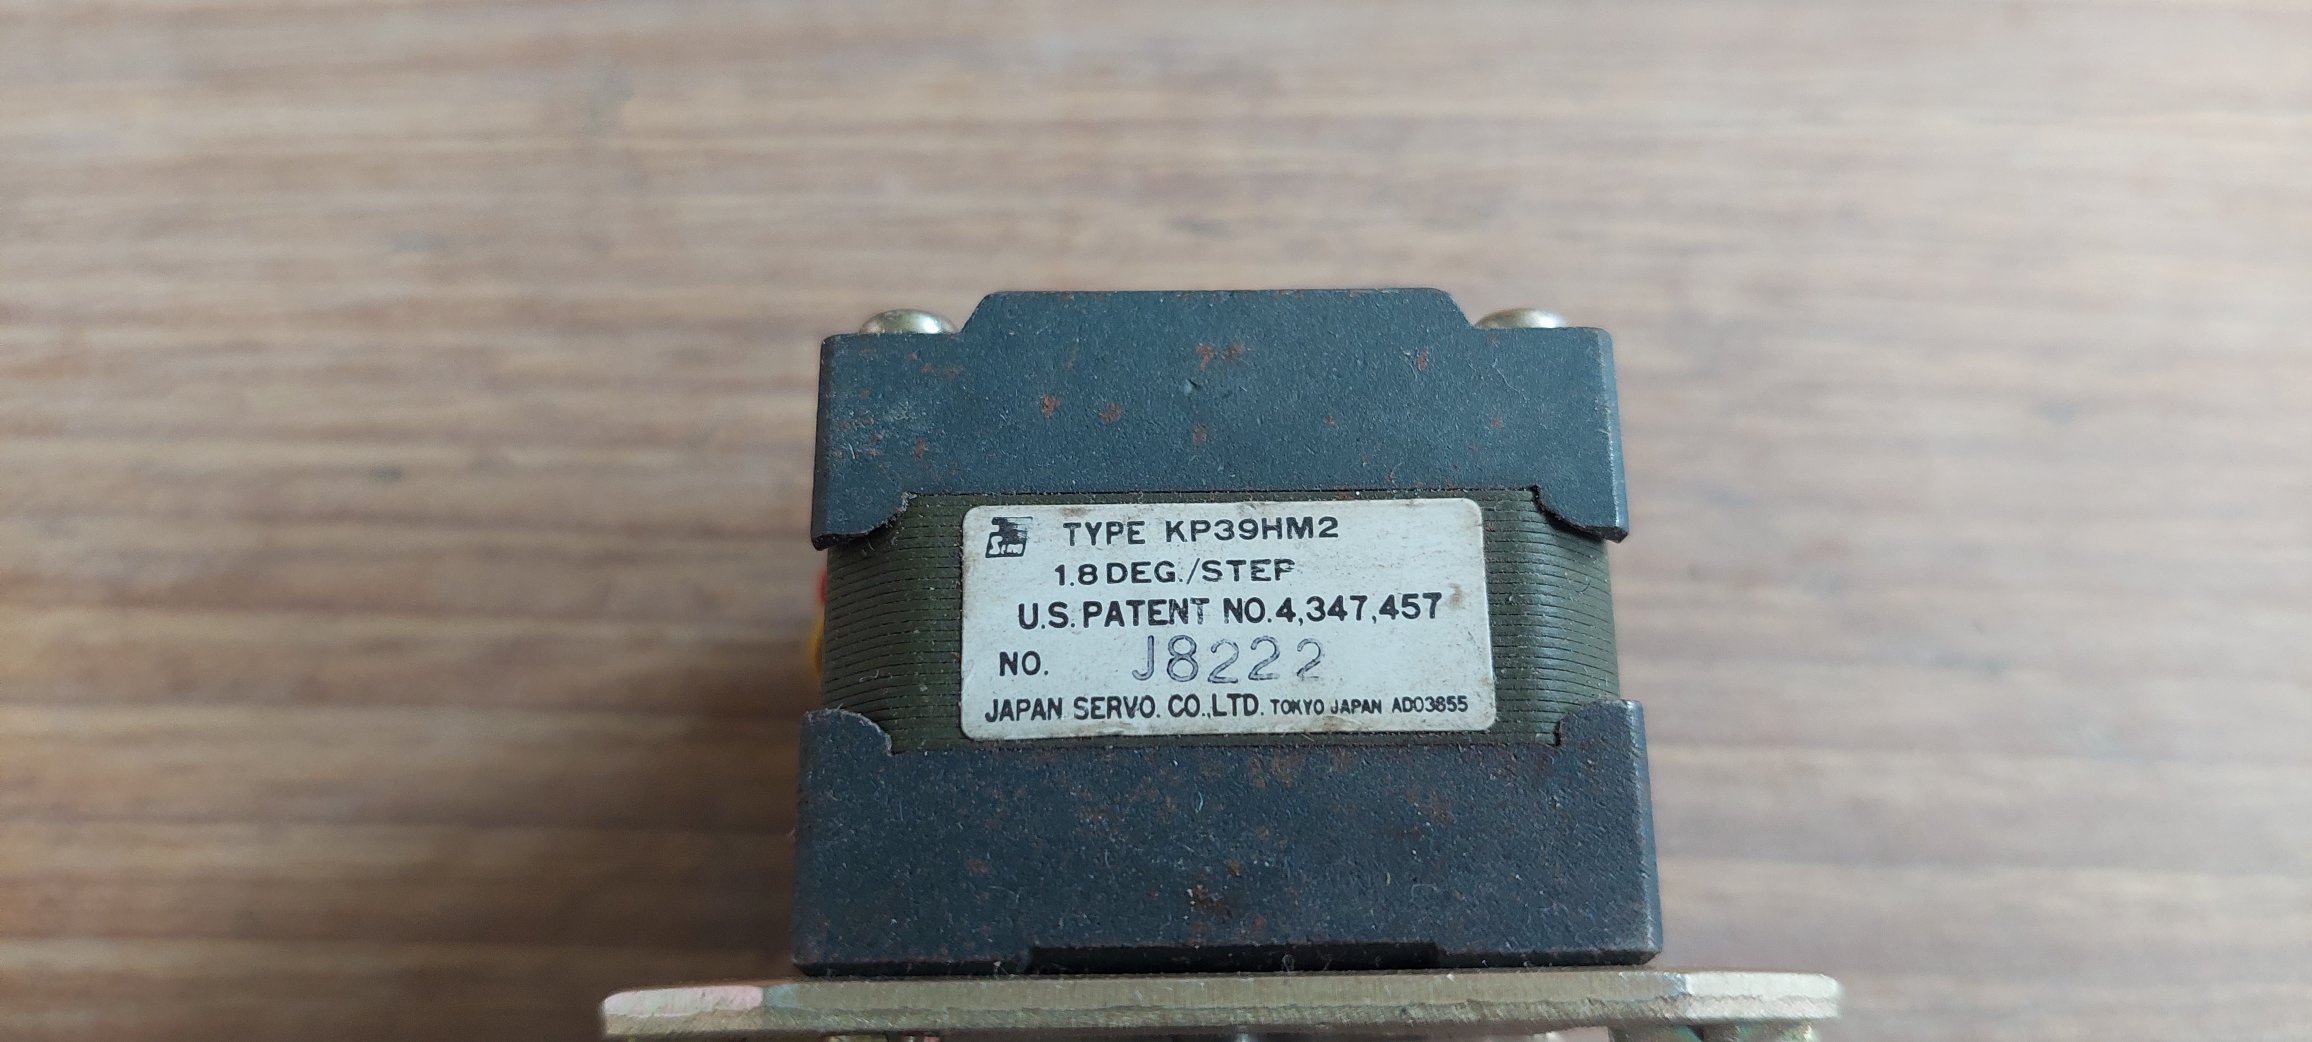 TYPE KP39HM2
1.8 DEG./STEP
U.S. PATENT NO. 4,347,457
NO. J8222
JAPAN SERVO. CO.,LTD. TOKYO JAPAN AD03855